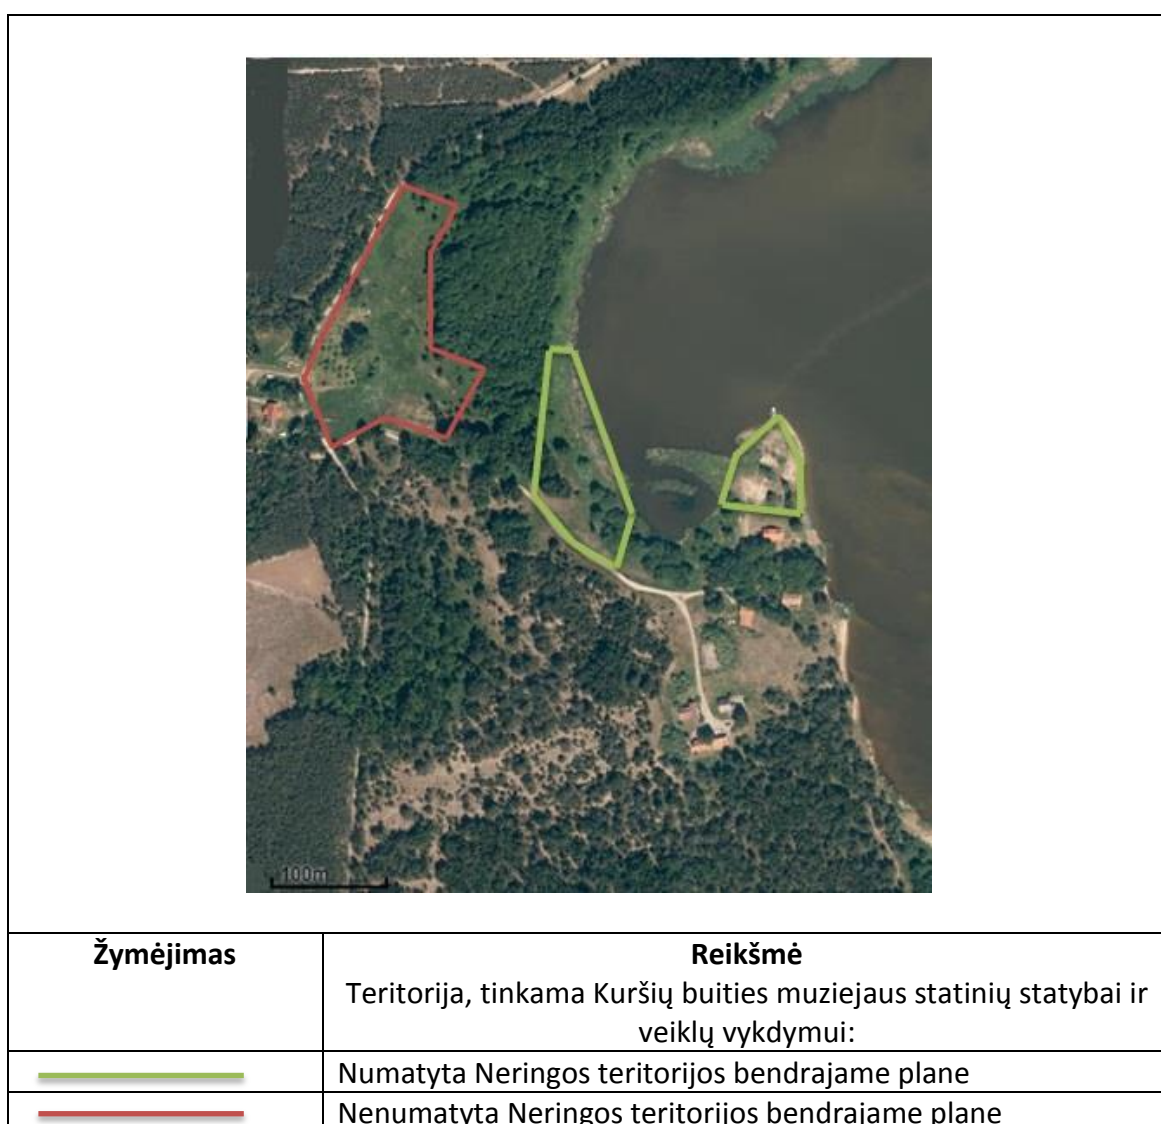 100m
Žymėjimas
Reikšmė
Teritorija, tinkama Kuršių buities muziejaus statinių statybai ir
veiklų vykdymui:
Numatyta Neringos teritorijos bendrajame plane
Nenumatyta Neringos teritorijos bendrajame plane